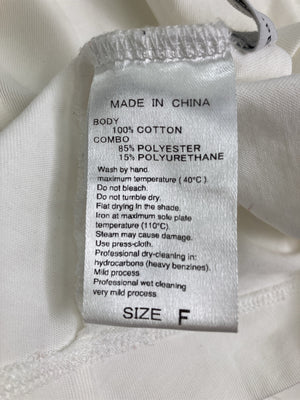 MADE IN CHINA
BODY
100% COTTON
COMBO
85% POLYESTER
15% POLYURETHANE
Wash by hand.
maximum temperature ( 40°C ).
Do not bleach.
Do not tumble dry.
Flat drying in the shade.
Iron at maximum sole plate
temperature (110°C).
Steam may cause damage.
Use press-cloth.
Professional dry-cleaning in:
hydrocarbons (heavy benzines).
Mild process
Professional wet cleaning
very mild process
SIZE F